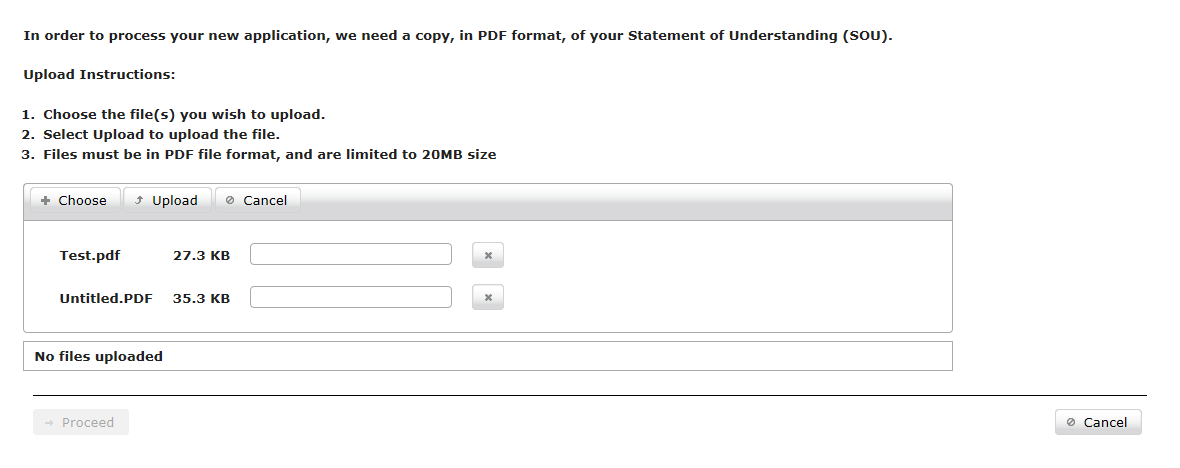 In order to process your new application, we need a copy, in PDF format, of your Statement of Understanding (SOU).
Upload Instructions:
1. Choose the file(s) you wish to upload.
2. Select Upload to upload the file.
3. Files must be in PDF file format, and are limited to 20MB size
Choose Upload Cancel
Test.pdf 27.3 KB
Untitled.PDF 35.3 KB
No files uploaded
Proceed Cancel